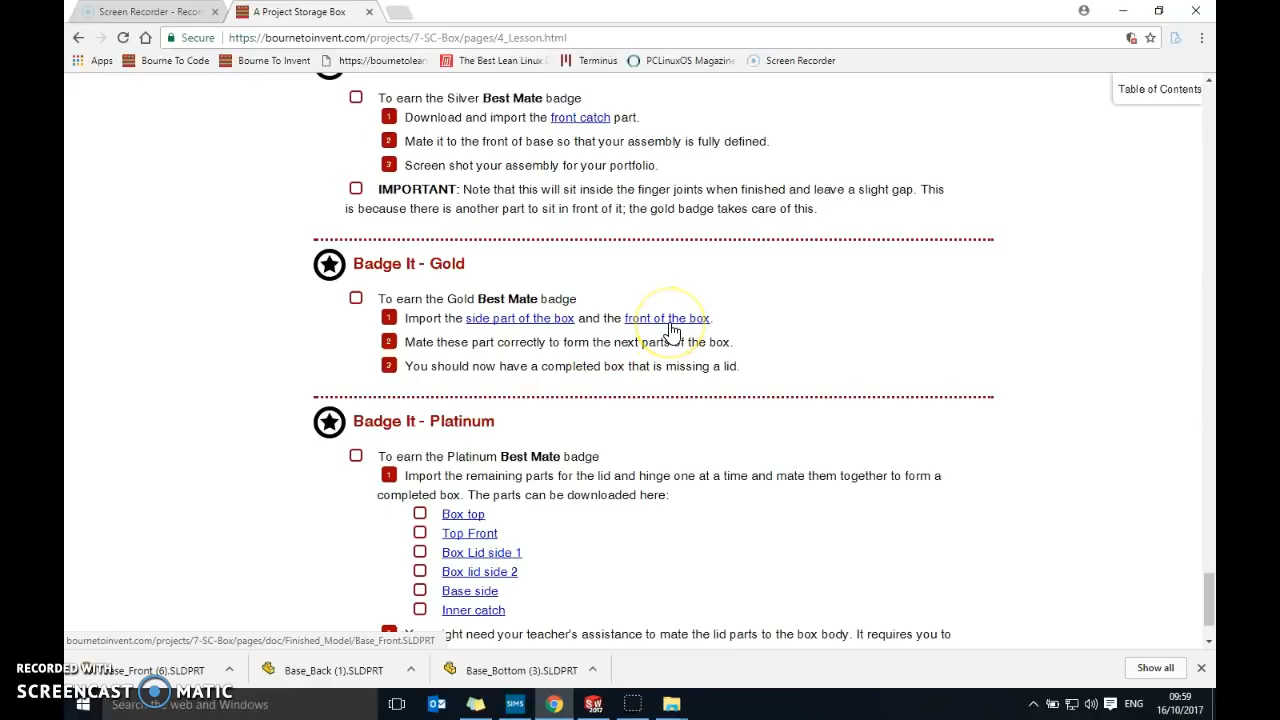 Screen Recorder - Recor
A Project Storage Box
Secure
https://bournetoinvent.com/projects/7-SC-Box/pages/4_Lesson.html
Apps
Bourne To Code
Bourne To Invent
https://bournetolearn
The Best Lean Linux
Terminus
PCLinuxOS Magazine
Screen Recorder
Table of Contents
To earn the Silver Best Mate badge
1 Download and import the front catch part.
2 Mate it to the front of base so that your assembly is fully defined.
3 Screen shot your assembly for your portfolio.
IMPORTANT: Note that this will sit inside the finger joints when finished and leave a slight gap. This
is because there is another part to sit in front of it; the gold badge takes care of this.
Badge It - Gold
To earn the Gold Best Mate badge
1 Import the side part of the box and the front of the box.
2 Mate these part correctly to form the next parts of the box.
3 You should now have a completed box that is missing a lid.
Badge It - Platinum
To earn the Platinum Best Mate badge
1 Import the remaining parts for the lid and hinge one at a time and mate them together to form a
completed box. The parts can be downloaded here:
Box top
Top Front
Box Lid side 1
Box lid side 2
Base side
Inner catch
ght need your teacher's assistance to mate the lid parts to the box body. It requires you to
bournetoinvent.com/projects/7-SC-Box/pages/doc/Finished_Model/Base_Front.SLDPRT
se_Front (6).SLDPRT
Base_Back (1).SLDPRT
Base_Bottom (3).SLDPRT
Show all
RECORDED WITH
SCREENCAST MATIC
Search the web and Windows
SIMS
SW
2017
ENG
09:59
16/10/2017